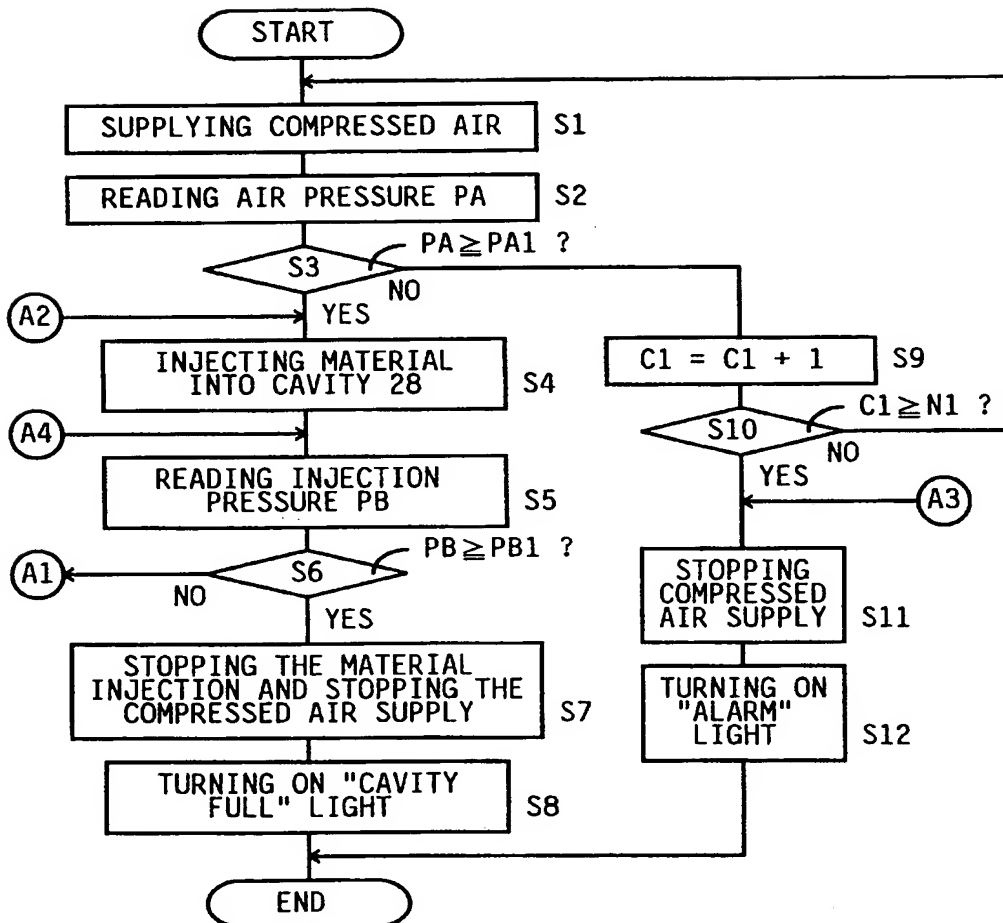 START
SUPPLYING COMPRESSED AIR
S1
READING AIR PRESSURE PA
S2
S3
PA≧PA1 ?
NO
YES
A2
INJECTING MATERIAL
INTO CAVITY 28
S4
A4
READING INJECTION
PRESSURE PB
S5
S6
PB≧PB1 ?
A1
NO
YES
STOPPING THE MATERIAL
INJECTION AND STOPPING THE
COMPRESSED AIR SUPPLY
S7
TURNING ON "CAVITY
FULL" LIGHT
S8
C1 = C1 + 1
S9
S10
C1≧N1 ?
NO
YES
A3
STOPPING
COMPRESSED
AIR SUPPLY
S11
TURNING ON
"ALARM"
LIGHT
S12
END